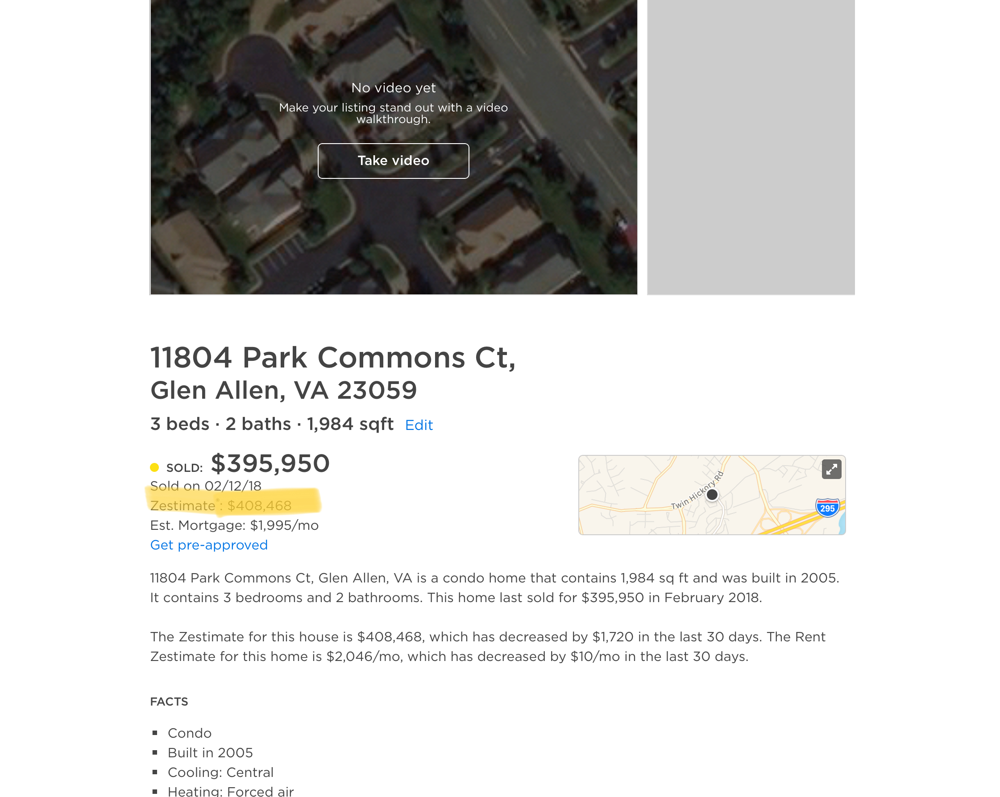 No video yet
Make your listing stand out with a video
walkthrough.
Take video
11804 Park Commons Ct,
Glen Allen, VA 23059
3 beds · 2 baths · 1,984 sqft Edit
SOLD: $395,950
Sold on 02/12/18
Zestimate®: $408,468
Est. Mortgage: $1,995/mo
Get pre-approved
Twin Hickory Rd
295
11804 Park Commons Ct, Glen Allen, VA is a condo home that contains 1,984 sq ft and was built in 2005.
It contains 3 bedrooms and 2 bathrooms. This home last sold for $395,950 in February 2018.
The Zestimate for this house is $408,468, which has decreased by $1,720 in the last 30 days. The Rent
Zestimate for this home is $2,046/mo, which has decreased by $10/mo in the last 30 days.
FACTS
▪ Condo
▪ Built in 2005
▪ Cooling: Central
▪ Heating: Forced air